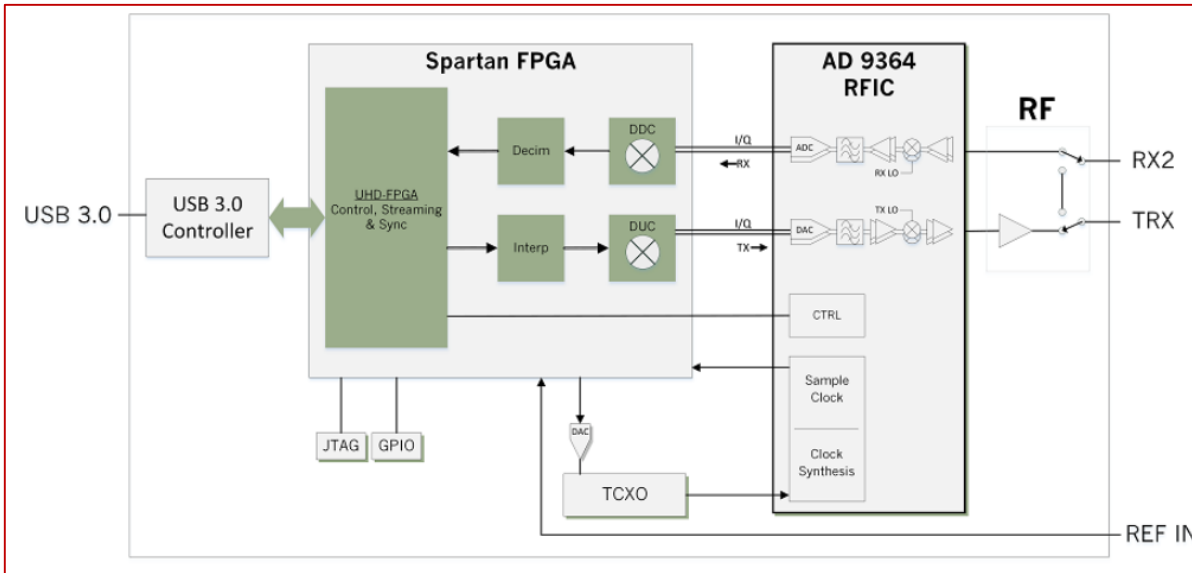 Spartan FPGA
AD 9364
RFIC
RF
DDC
Decim
I/Q
RX
ADC
RX LO
RX2
USB 3.0
USB 3.0
Controller
UHD-FPGA
Control, Streaming
& Sync
TX LO
TRX
DUC
Interp
I/Q
TX
DAC
CTRL
Sample
Clock
Clock
Synthesis
JTAG
GPIO
DAC
TCXO
REF IN